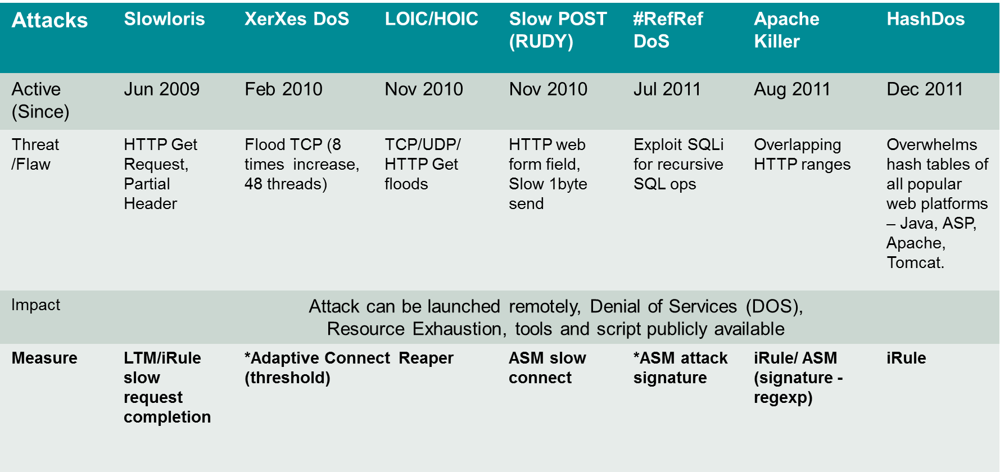 Attacks
Slowloris
XerXes DoS
LOIC/HOIC
Slow POST
(RUDY)
#RefRef
DoS
Apache
Killer
HashDos
Active
(Since)
Jun 2009
Feb 2010
Nov 2010
Nov 2010
Jul 2011
Aug 2011
Dec 2011
Threat
/Flaw
HTTP Get
Request,
Partial
Header
Flood TCP (8
times increase,
48 threads)
TCP/UDP/
HTTP Get
floods
HTTP web
form field,
Slow 1byte
send
Exploit SQLi
for recursive
SQL ops
Overlapping
HTTP ranges
Overwhelms
hash tables of
all popular
web platforms
– Java, ASP,
Apache,
Tomcat.
Impact
Attack can be launched remotely, Denial of Services (DOS),
Resource Exhaustion, tools and script publicly available
Measure
LTM/iRule
slow
request
completion
*Adaptive Connect Reaper
(threshold)
ASM slow
connect
*ASM attack
signature
iRule/ ASM
(signature -
regexp)
iRule